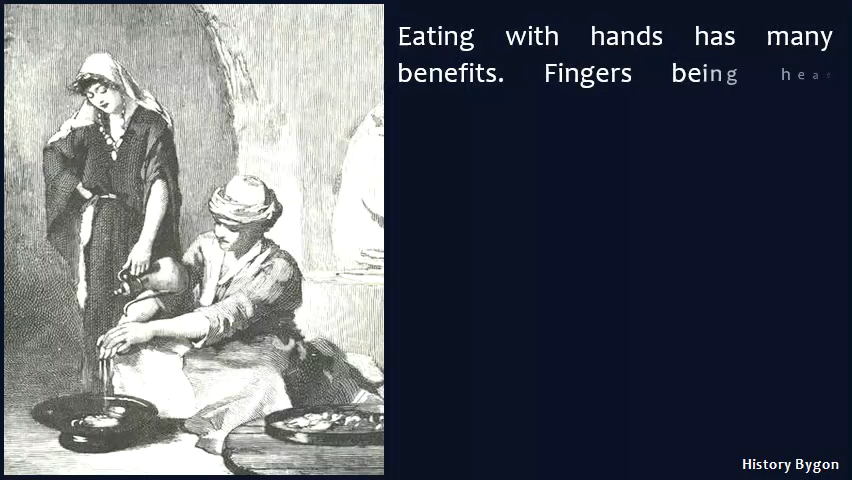 Eating with hands has many
benefits. Fingers being
History Bygon